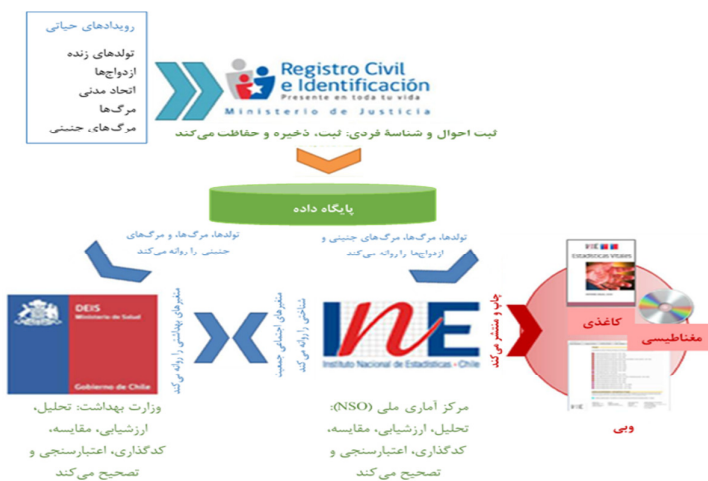 رویدادهای حیاتی
تولدهای زنده
ازدواج‌ها
اتحاد مدنی
مرگ‌ها
مرگ‌های جنینی
Registro Civil
e Identificación
Presente en toda tu vida
Ministerio de Justicia
ثبت احوال و شناسهٔ فردی: ثبت، ذخیره و حفاظت می‌کند
پایگاه داده
تولدها، مرگ‌ها، مرگ‌های جنینی و
ازدواج‌ها را روانه می‌کند
تولدها، مرگ‌ها، و مرگ‌های
جنینی را روانه می‌کند
چاپ و منتشر می‌کند
متغیرهای اجتماعی جمعیت
شناختی را روانه می‌کند
متغیرهای بهداشتی را روانه می‌کند
DEIS
Ministerio de Salud
Gobierno de Chile
INE
Instituto Nacional de Estadísticas - Chile
Estadísticas Vitales
کاغذی
مغناطیسی
وبی
مرکز آماری ملی (NSO):
تحلیل، ارزشیابی، مقایسه،
کدگذاری، اعتبارسنجی و
تصحیح می‌کند
وزارت بهداشت: تحلیل،
ارزشیابی، مقایسه،
کدگذاری، اعتبارسنجی و
تصحیح می‌کند